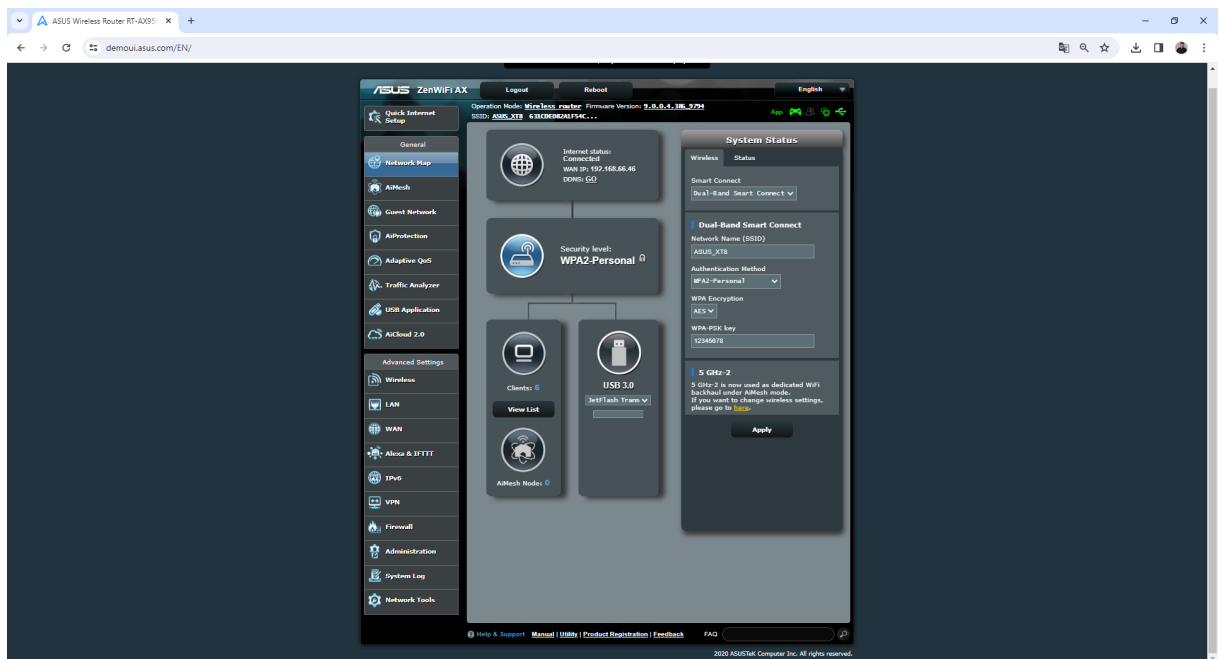 ASUS Wireless Router RT-AX95
demoui.asus.com/EN/
ASUS ZenWiFi AX
Logout
Reboot
English
Quick Internet Setup
Operation Mode: Wireless router Firmware Version: 9.0.0.4.386_9794
SSID: ASUS_XT8
App
General
Network Map
AiMesh
Guest Network
AiProtection
Adaptive QoS
Traffic Analyzer
USB Application
AiCloud 2.0
Advanced Settings
Wireless
LAN
WAN
Alexa & IFTTT
IPv6
VPN
Firewall
Administration
System Log
Network Tools
Internet status:
Connected
WAN IP: 192.168.66.46
DDNS: GO
Security level:
WPA2-Personal
Clients: 6
View List
AiMesh Node: 0
USB 3.0
JetFlash Trans
System Status
Wireless
Status
Smart Connect
Dual-Band Smart Connect
Dual-Band Smart Connect
Network Name (SSID)
ASUS_XT8
Authentication Method
WPA2-Personal
WPA Encryption
AES
WPA-PSK key
12345678
5 GHz-2
5 GHz-2 is now used as dedicated WiFi
backhaul under AiMesh mode.
If you want to change wireless settings,
please go to here.
Apply
Help & Support Manual | Utility | Product Registration | Feedback
FAQ
2020 ASUSTeK Computer Inc. All rights reserved.